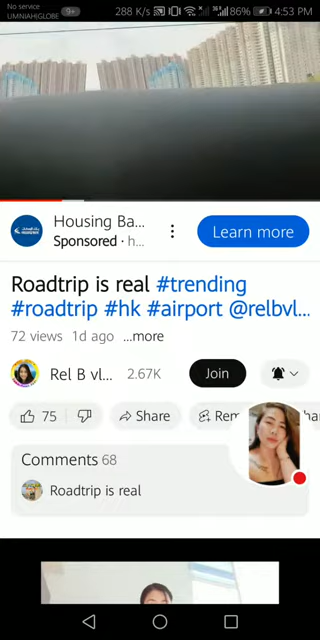 No service
UMNIAHIGLOBE
9+
288 K/s
86%
4:53 PM
Housing Ba...
Sponsored · h...
Learn more
Roadtrip is real #trending
#roadtrip #hk #airport @relbvl...
72 views 1d ago ...more
Rel B vl... 2.67K
Join
75
Share
Rem
Comments 68
Roadtrip is real